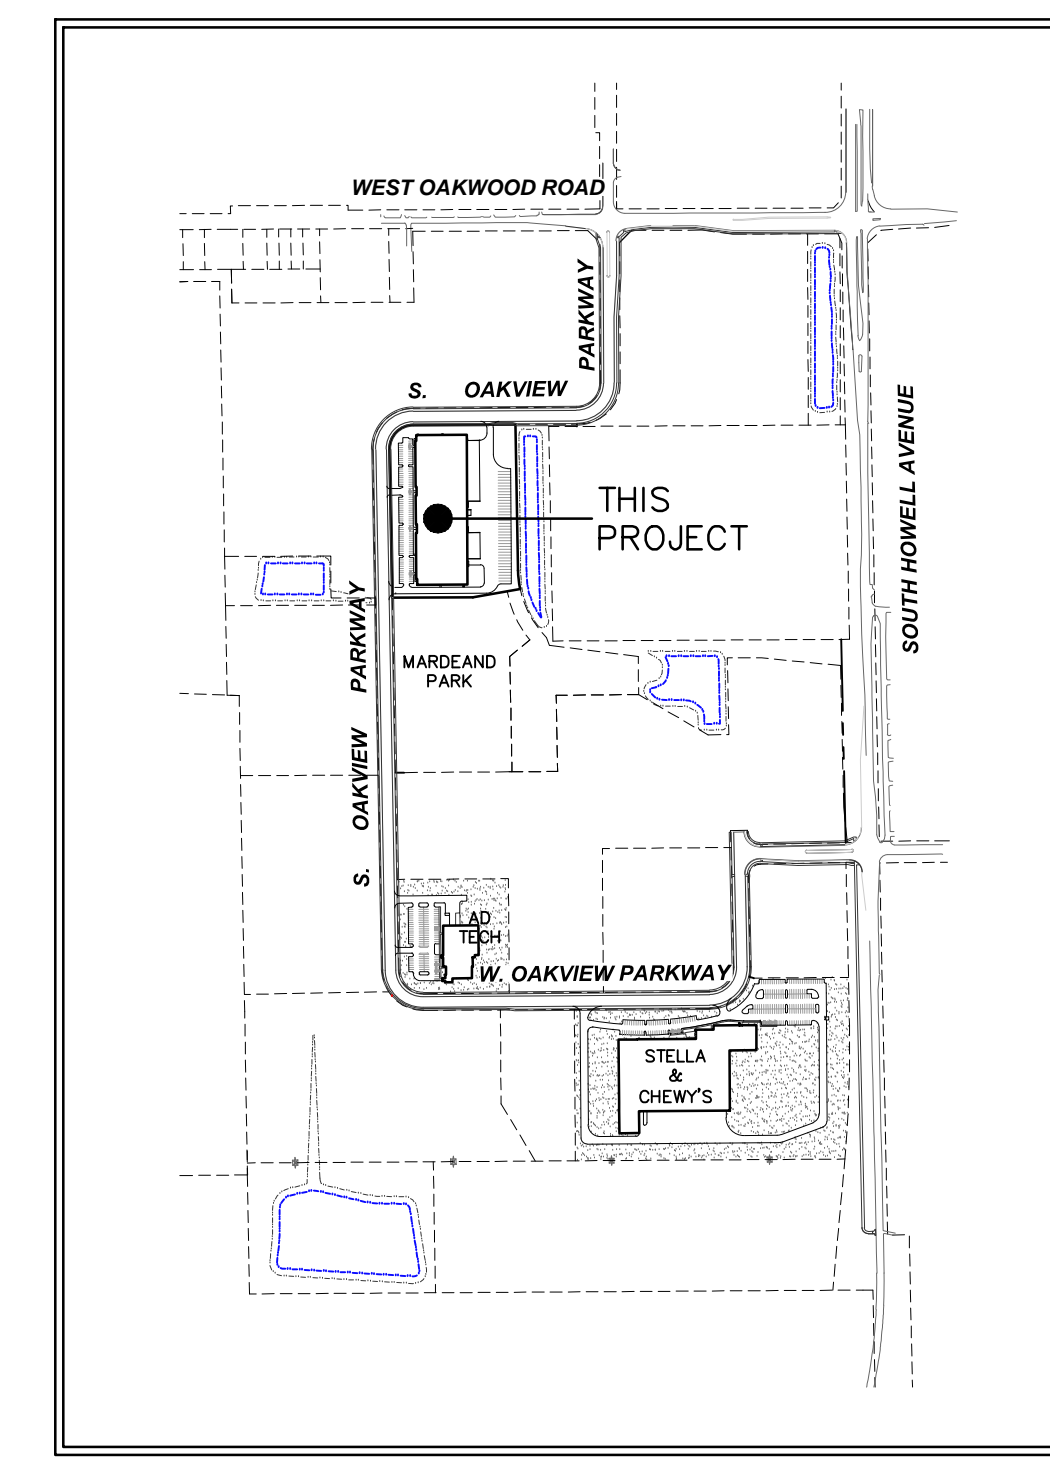 WEST OAKWOOD ROAD
PARKWAY
S. OAKVIEW
SOUTH HOWELL AVENUE
THIS
PROJECT
S. OAKVIEW PARKWAY
MARDEAND
PARK
AD
TECH
W. OAKVIEW PARKWAY
STELLA
&
CHEWY'S